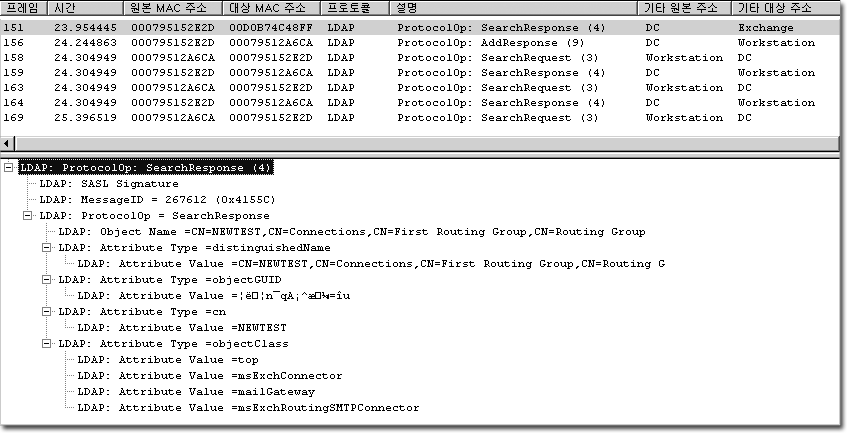 프레임 시간 원본 MAC 주소 대상 MAC 주소 프로토콜 설명 기타 원본 주소 기타 대상 주소
151 23.954445 000795152E2D 00D0B74C48FF LDAP ProtocolOp: SearchResponse (4) DC Exchange
156 24.244863 000795152E2D 00079512A6CA LDAP ProtocolOp: AddResponse (9) DC Workstation
158 24.304949 00079512A6CA 000795152E2D LDAP ProtocolOp: SearchRequest (3) Workstation DC
159 24.304949 000795152E2D 00079512A6CA LDAP ProtocolOp: SearchResponse (4) DC Workstation
163 24.304949 00079512A6CA 000795152E2D LDAP ProtocolOp: SearchRequest (3) Workstation DC
164 24.304949 000795152E2D 00079512A6CA LDAP ProtocolOp: SearchResponse (4) DC Workstation
169 25.396519 00079512A6CA 000795152E2D LDAP ProtocolOp: SearchRequest (3) Workstation DC
LDAP: ProtocolOp: SearchResponse (4)
LDAP: SASL Signature
LDAP: MessageID = 267612 (0x4155C)
LDAP: ProtocolOp = SearchResponse
LDAP: Object Name =CN=NEWTEST,CN=Connections,CN=First Routing Group,CN=Routing Group
LDAP: Attribute Type =distinguishedName
LDAP: Attribute Value =CN=NEWTEST,CN=Connections,CN=First Routing Group,CN=Routing G
LDAP: Attribute Type =objectGUID
LDAP: Attribute Value =
LDAP: Attribute Type =cn
LDAP: Attribute Value =NEWTEST
LDAP: Attribute Type =objectClass
LDAP: Attribute Value =top
LDAP: Attribute Value =msExchConnector
LDAP: Attribute Value =mailGateway
LDAP: Attribute Value =msExchRoutingSMTPConnector